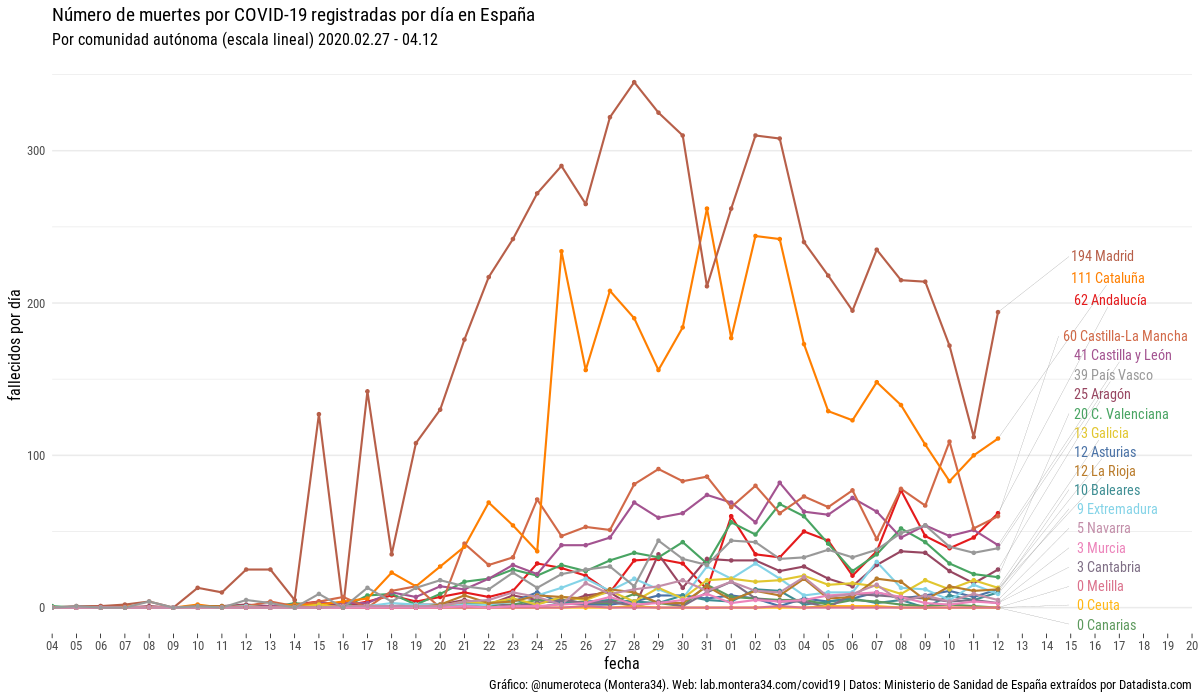 Número de muertes por COVID-19 registradas por día en España
Por comunidad autónoma (escala lineal) 2020.02.27 - 04.12
fallecidos por día
300
200
100
0
194 Madrid
111 Cataluña
62 Andalucía
60 Castilla-La Mancha
41 Castilla y León
39 País Vasco
25 Aragón
20 C. Valenciana
13 Galicia
12 Asturias
12 La Rioja
10 Baleares
9 Extremadura
5 Navarra
3 Murcia
3 Cantabria
0 Melilla
0 Ceuta
0 Canarias
04 05 06 07 08 09 10 11 12 13 14 15 16 17 18 19 20 21 22 23 24 25 26 27 28 29 30 31 01 02 03 04 05 06 07 08 09 10 11 12 13 14 15 16 17 18 19 20
fecha
Gráfico: @numeroteca (Montera34). Web: lab.montera34.com/covid19 | Datos: Ministerio de Sanidad de España extraídos por Datadista.com